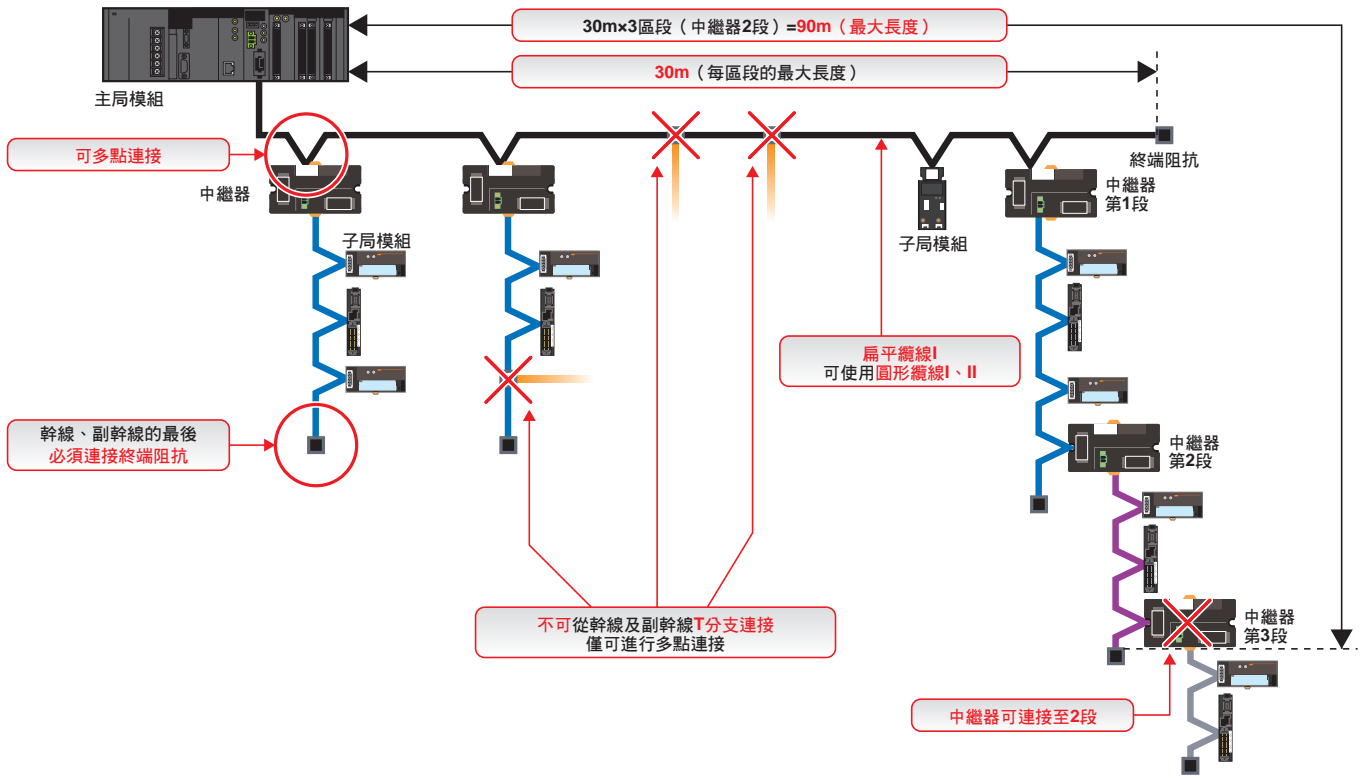 30m×3區段（中繼器2段）=90m（最大長度）
30m（每區段的最大長度）
主局模組
可多點連接
終端阻抗
中繼器
中繼器
第1段
子局模組
子局模組
扁平纜線I
可使用圓形纜線I、II
幹線、副幹線的最後
必須連接終端阻抗
中繼器
第2段
不可從幹線及副幹線T分支連接
僅可進行多點連接
中繼器
第3段
中繼器可連接至2段